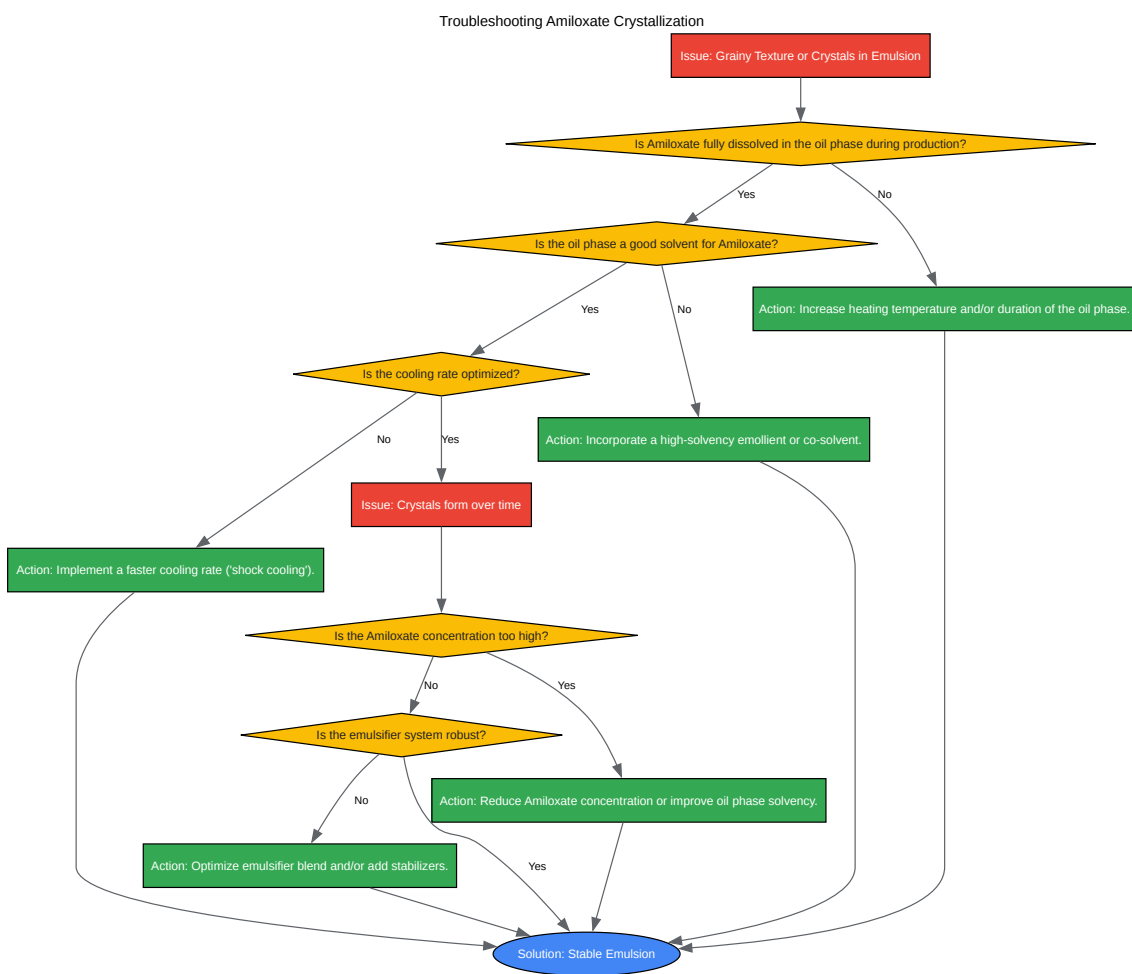 Troubleshooting Amiloxate Crystallization
Issue: Grainy Texture or Crystals in Emulsion
Is Amiloxate fully dissolved in the oil phase during production?
Yes
No
Is the oil phase a good solvent for Amiloxate?
Action: Increase heating temperature and/or duration of the oil phase.
Yes
No
Is the cooling rate optimized?
Action: Incorporate a high-solvency emollient or co-solvent.
No
Yes
Issue: Crystals form over time
Action: Implement a faster cooling rate ('shock cooling').
Is the Amiloxate concentration too high?
No
Yes
Is the emulsifier system robust?
Action: Reduce Amiloxate concentration or improve oil phase solvency.
No
Yes
Action: Optimize emulsifier blend and/or add stabilizers.
Solution: Stable Emulsion